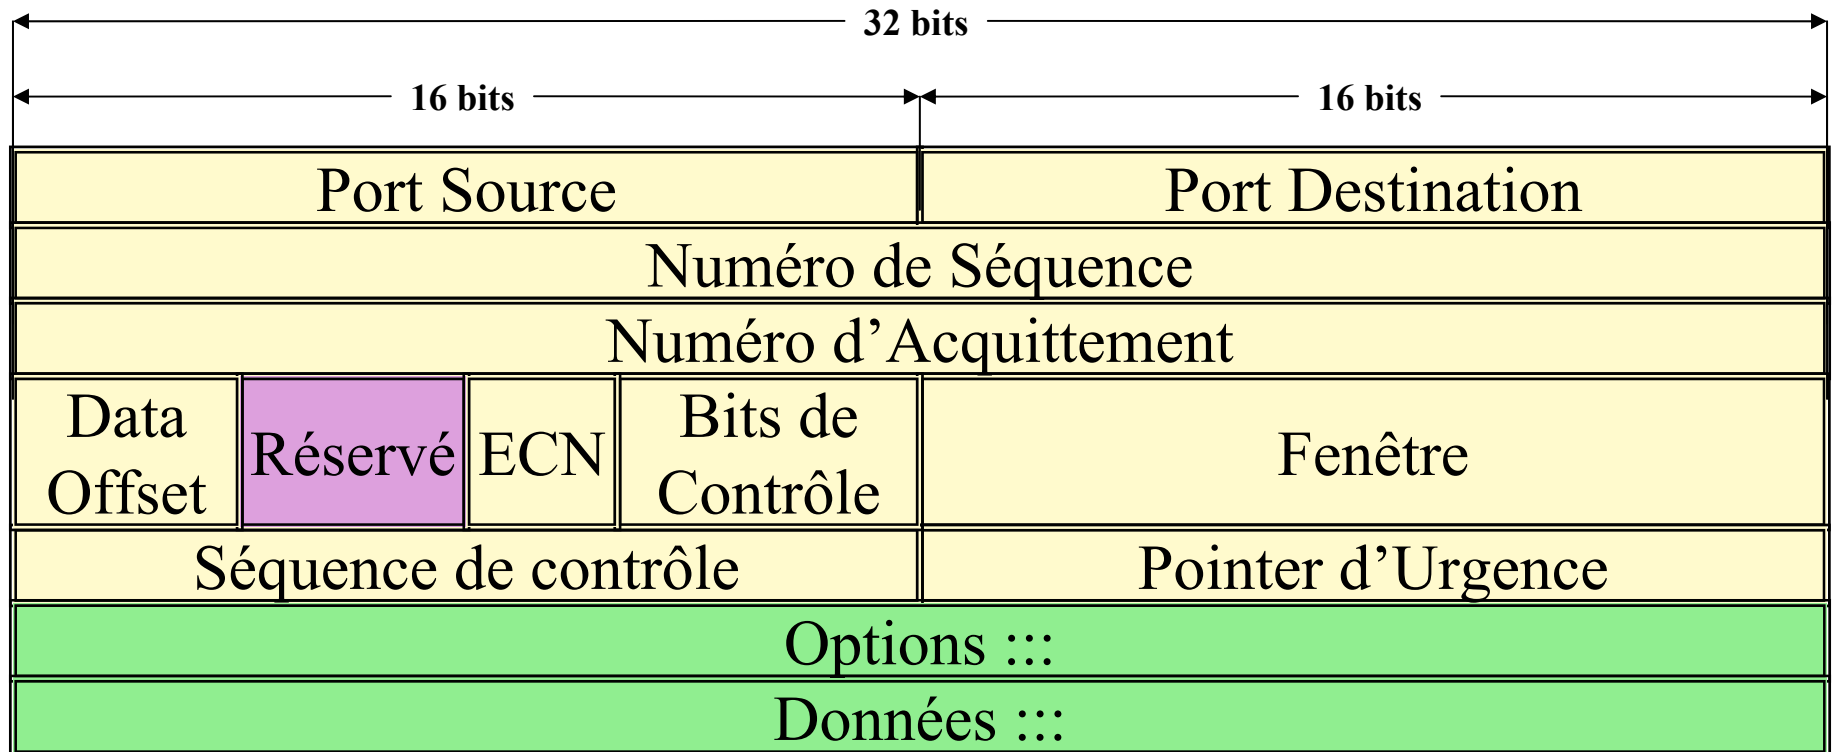 32 bits
16 bits 16 bits
Port Source Port Destination
Numéro de Séquence
Numéro d’Acquittement
Data Offset Réservé ECN Bits de Contrôle Fenêtre
Séquence de contrôle Pointer d’Urgence
Options :::
Données :::